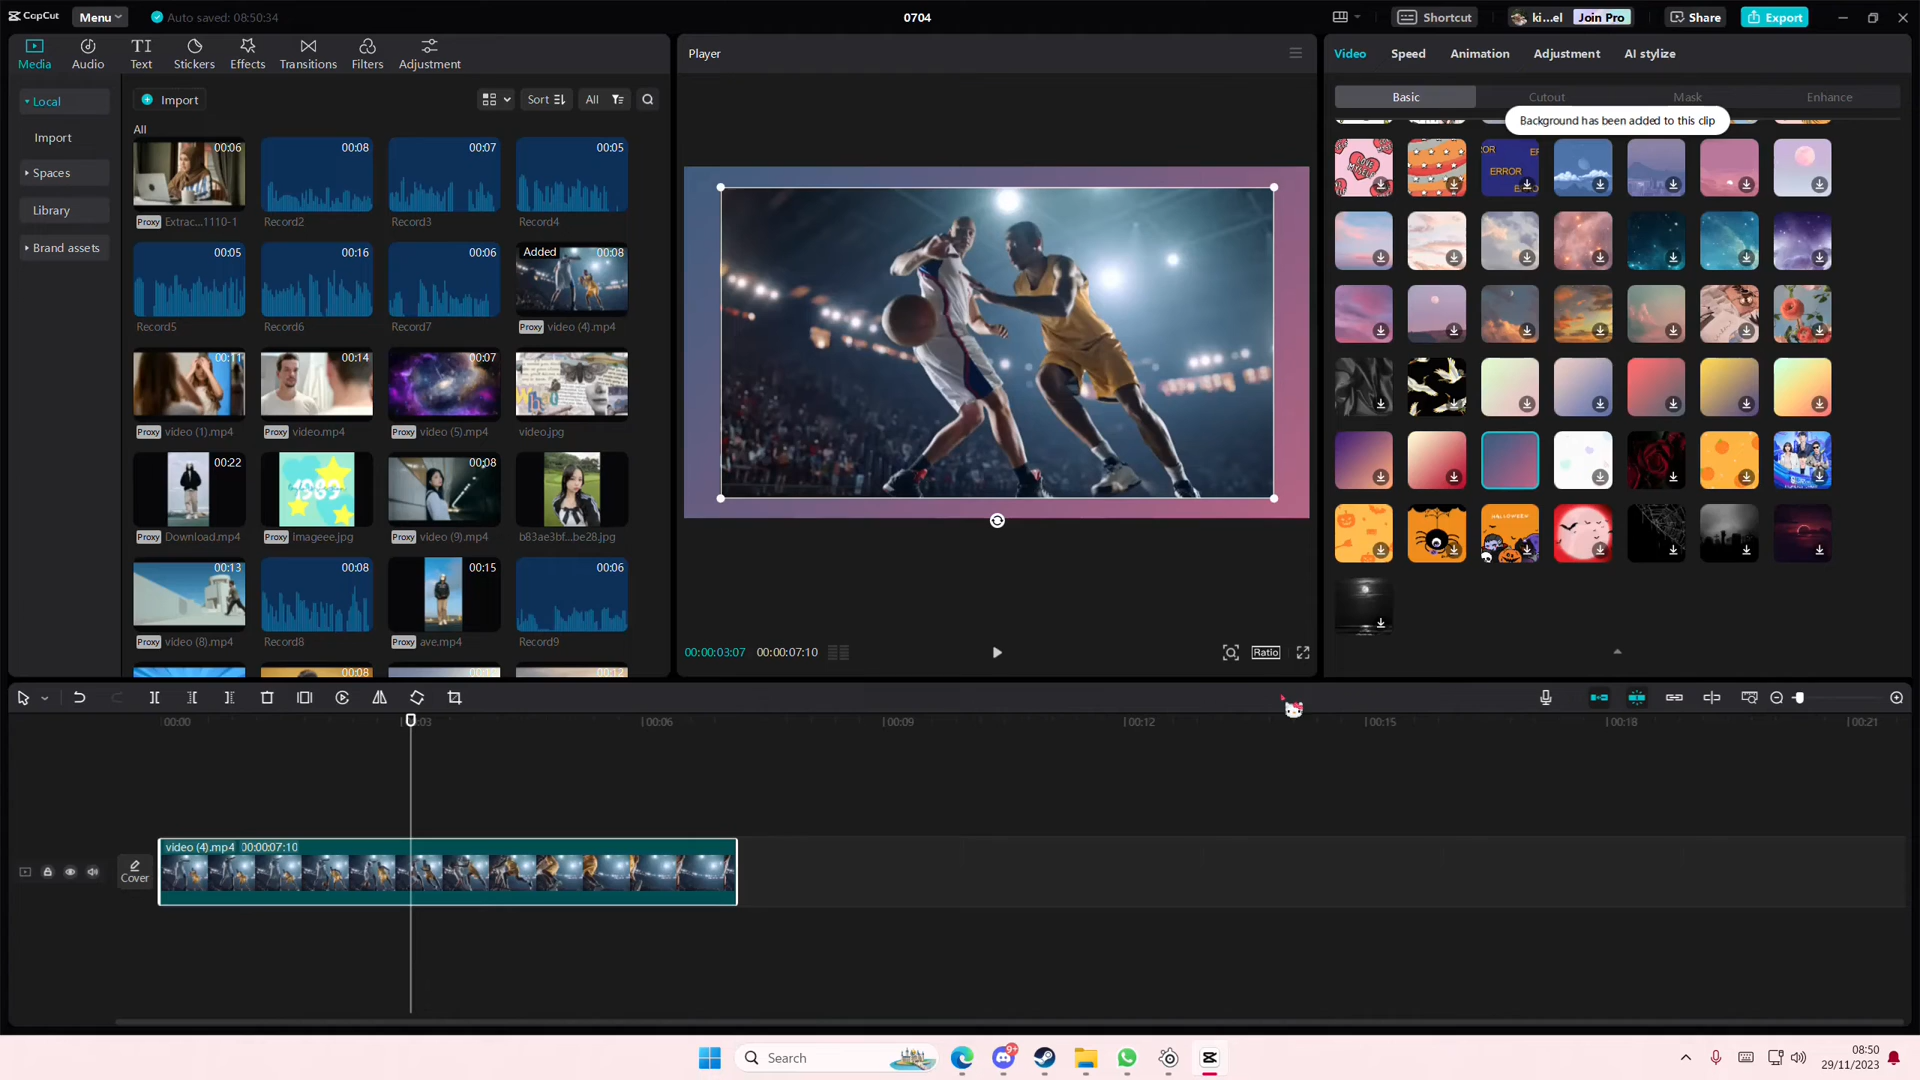 CapCut
Menu
Auto saved: 08:50:34
0704
Shortcut
ki...el
Join Pro
Share
Export
Media
Audio
Text
Stickers
Effects
Transitions
Filters
Adjustment
Local
Import
Spaces
Library
Brand assets
Import
Sort
All
All
00:06
Proxy Extrac...1110-1
00:08
Record2
00:07
Record3
00:05
Record4
00:05
Record5
00:16
Record6
00:06
Record7
Added 00:08
Proxy video (4).mp4
00:11
Proxy video (1).mp4
00:14
Proxy video.mp4
00:07
Proxy video (5).mp4
video.jpg
00:22
Proxy Download.mp4
1989
Imageee.jpg
00:08
Proxy video (9).mp4
b83ae3bf...be28.jpg
00:13
Proxy video (8).mp4
00:08
Record8
00:15
Proxy ave.mp4
00:06
Record9
Player
00:00:03:07
00:00:07:10
Ratio
Video
Speed
Animation
Adjustment
AI stylize
Basic
Cutout
Mask
Enhance
Background has been added to this clip
ERROR
00:00
00:03
00:06
00:09
00:12
00:15
00:18
00:21
Cover
video (4).mp4 00:00:07:10
Search
9+
08:50
29/11/2023